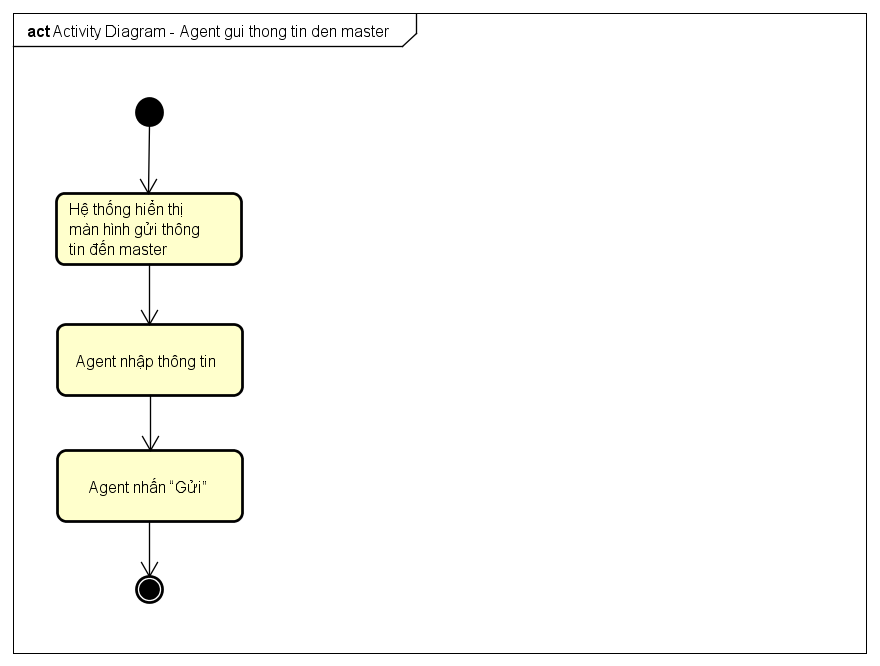 act Activity Diagram - Agent gui thong tin den master
Hệ thống hiển thị
màn hình gửi thông
tin đến master
Agent nhập thông tin
Agent nhấn “Gửi”